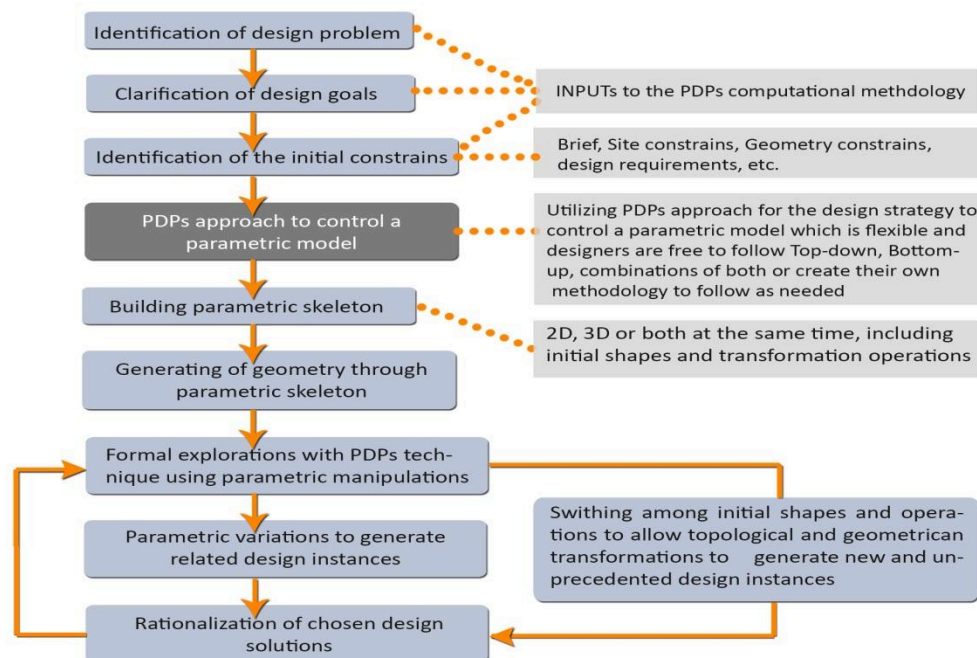 Identification of design problem
Clarification of design goals
INPUTs to the PDPs computational methdology
Identification of the initial constrains
Brief, Site constrains, Geometry constrains,
design requirements, etc.
PDPs approach to control a
parametric model
Utilizing PDPs approach for the design strategy to
control a parametric model which is flexible and
designers are free to follow Top-down, Bottom-
up, combinations of both or create their own
methodology to follow as needed
Building parametric skeleton
2D, 3D or both at the same time, including
initial shapes and transformation operations
Generating of geometry through
parametric skeleton
Formal explorations with PDPs tech-
nique using parametric manipulations
Swithing among initial shapes and opera-
tions to allow topological and geometrican
transformations to generate new and un-
precedented design instances
Parametric variations to generate
related design instances
Rationalization of chosen design
solutions